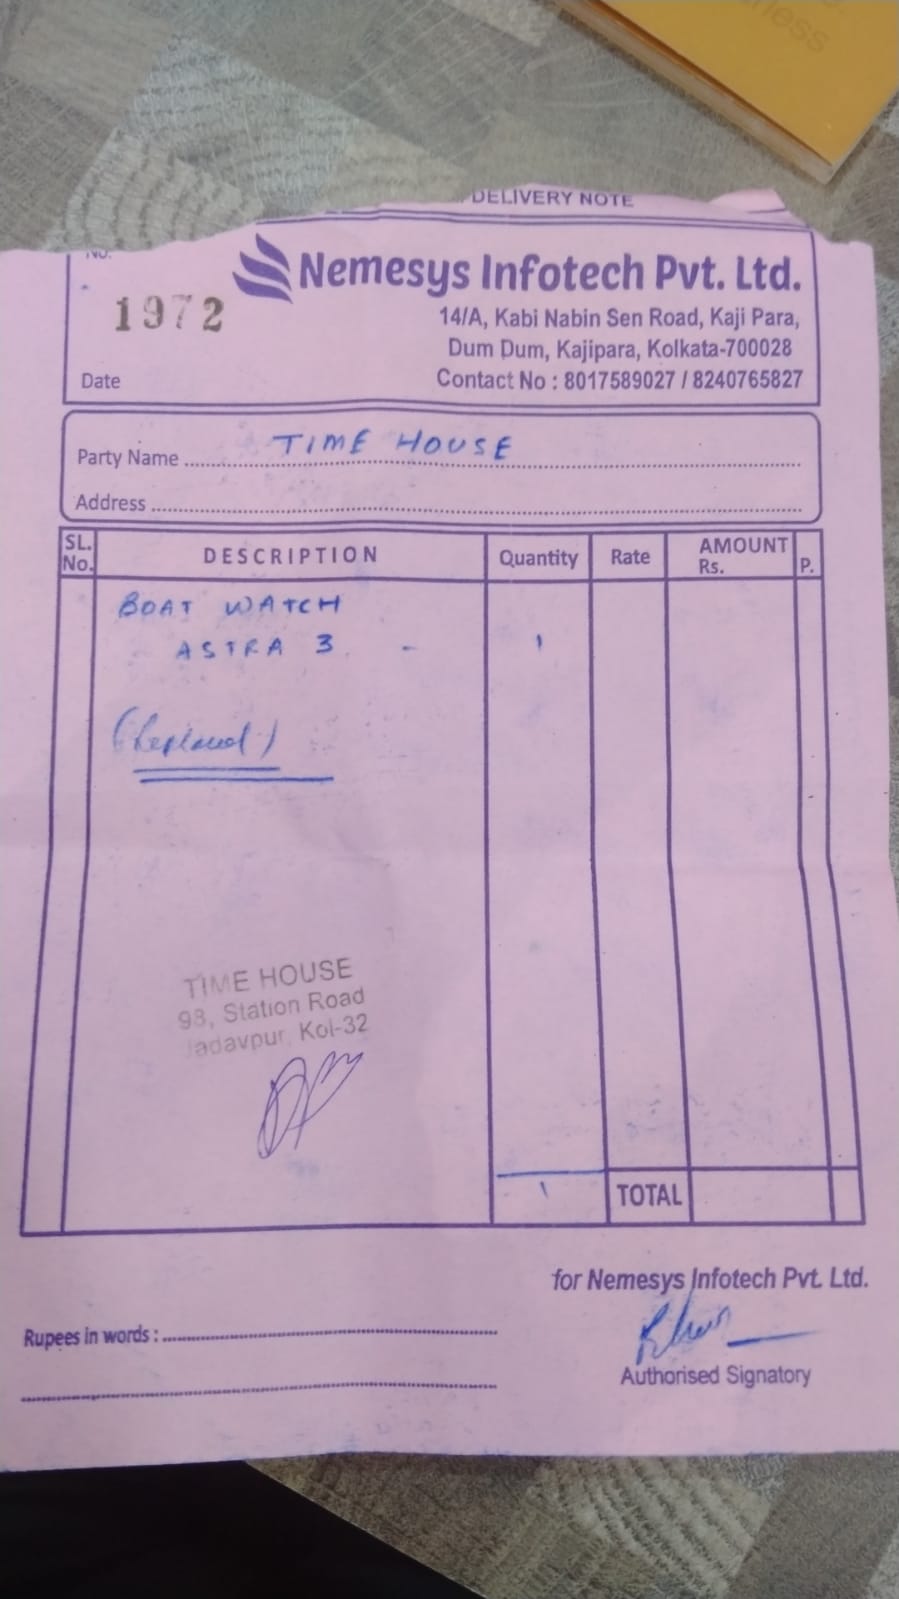 DELIVERY NOTE
No.
1972
Nemesys Infotech Pvt. Ltd.
14/A, Kabi Nabin Sen Road, Kaji Para,
Dum Dum, Kajipara, Kolkata-700028
Date
Contact No : 8017589027 / 8240765827
Party Name TIME HOUSE
Address
SL. No. DESCRIPTION Quantity Rate AMOUNT Rs. P.
BOAT WATCH
ASTRA 3 - 1
(Replaced)
TIME HOUSE
98, Station Road
Jadavpur, Kol-32
1 TOTAL
for Nemesys Infotech Pvt. Ltd.
Rupees in words :
Authorised Signatory